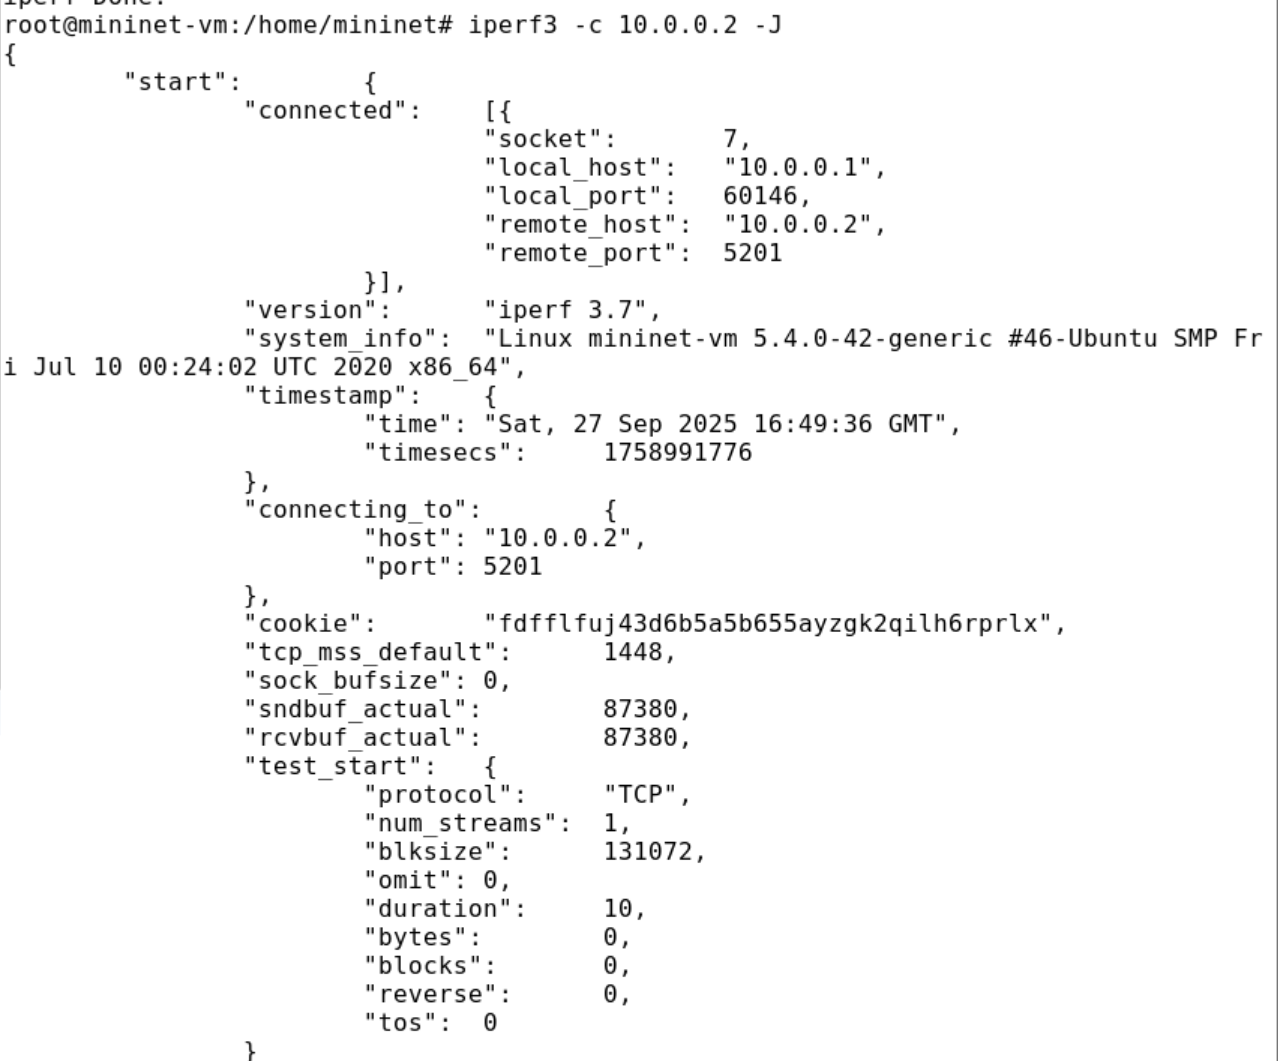 iperf Done.
root@mininet-vm:/home/mininet# iperf3 -c 10.0.0.2 -J
{
        "start":        {
                "connected":    [{
                                "socket":       7,
                                "local_host":   "10.0.0.1",
                                "local_port":   60146,
                                "remote_host":  "10.0.0.2",
                                "remote_port":  5201
                        }],
                "version":      "iperf 3.7",
                "system_info":  "Linux mininet-vm 5.4.0-42-generic #46-Ubuntu SMP Fr
i Jul 10 00:24:02 UTC 2020 x86_64",
                "timestamp":    {
                        "time": "Sat, 27 Sep 2025 16:49:36 GMT",
                        "timesecs":     1758991776
                },
                "connecting_to":        {
                        "host": "10.0.0.2",
                        "port": 5201
                },
                "cookie":       "fdfflfuj43d6b5a5b655ayzgk2qilh6rprlx",
                "tcp_mss_default":      1448,
                "sock_bufsize": 0,
                "sndbuf_actual":        87380,
                "rcvbuf_actual":        87380,
                "test_start":   {
                        "protocol":     "TCP",
                        "num_streams":  1,
                        "blksize":      131072,
                        "omit": 0,
                        "duration":     10,
                        "bytes":        0,
                        "blocks":       0,
                        "reverse":      0,
                        "tos":  0
                }